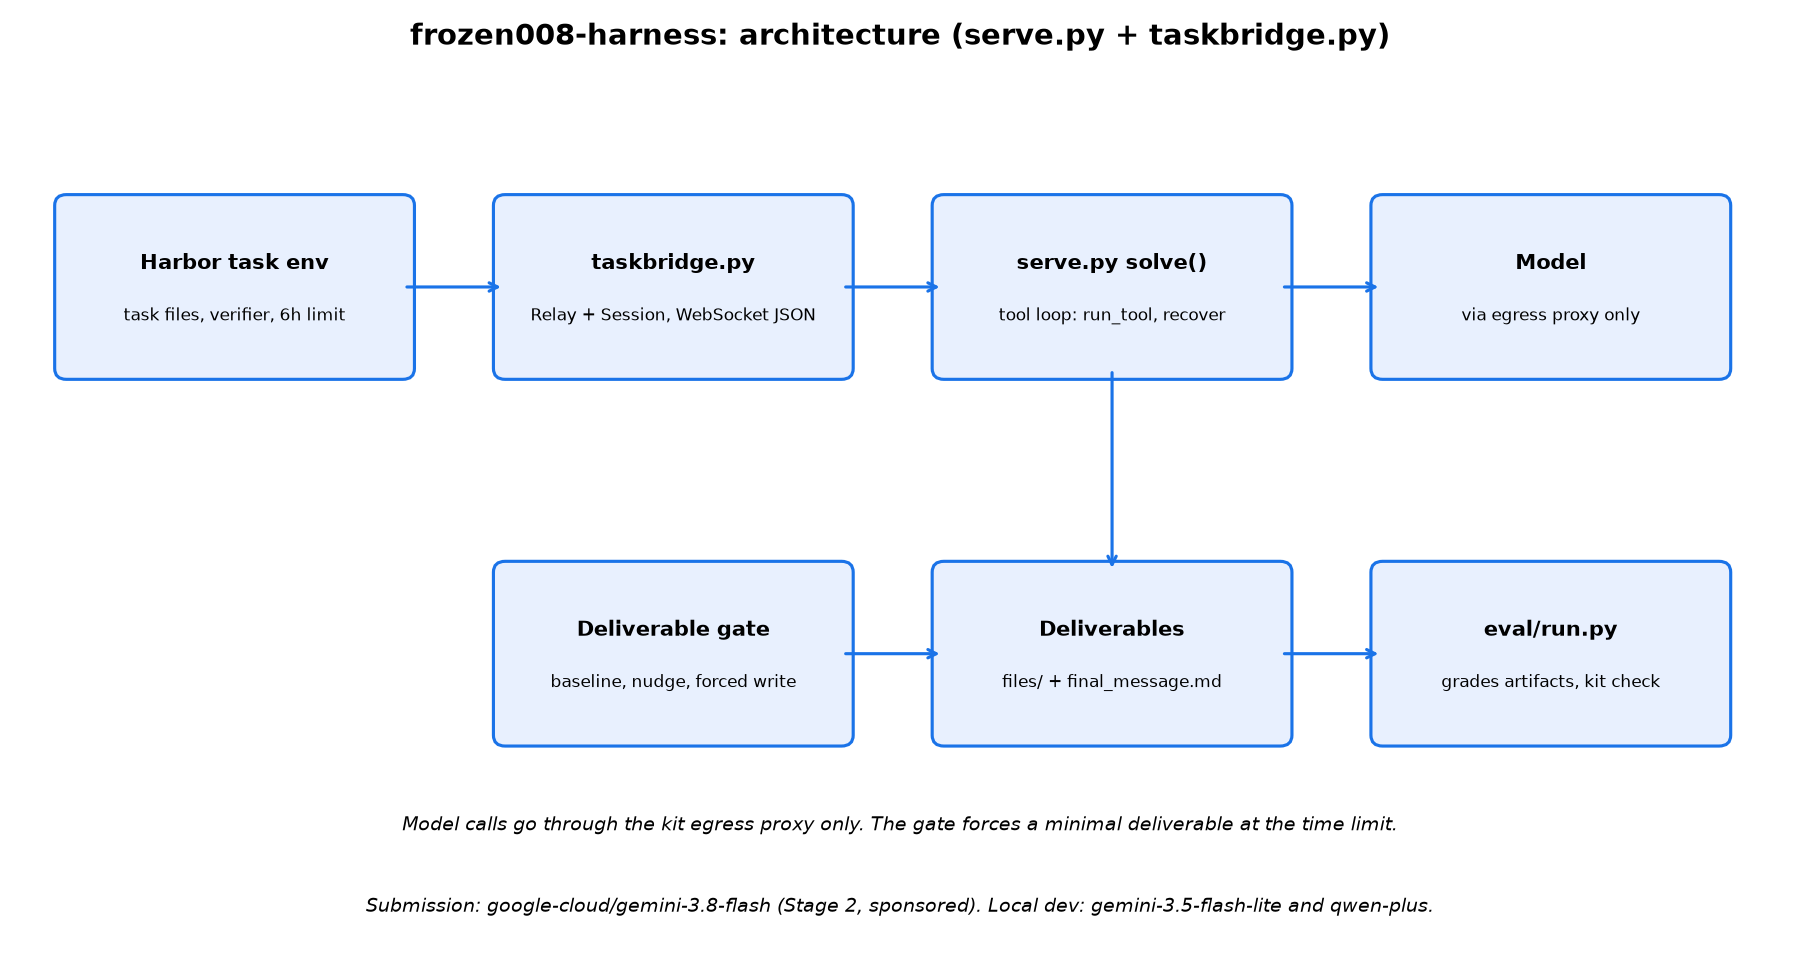 frozen008-harness: architecture (serve.py + taskbridge.py)
Harbor task env
task files, verifier, 6h limit
taskbridge.py
Relay + Session, WebSocket JSON
serve.py solve()
tool loop: run_tool, recover
Model
via egress proxy only
Deliverable gate
baseline, nudge, forced write
Deliverables
files/ + final_message.md
eval/run.py
grades artifacts, kit check
Model calls go through the kit egress proxy only. The gate forces a minimal deliverable at the time limit.
Submission: google-cloud/gemini-3.8-flash (Stage 2, sponsored). Local dev: gemini-3.5-flash-lite and qwen-plus.